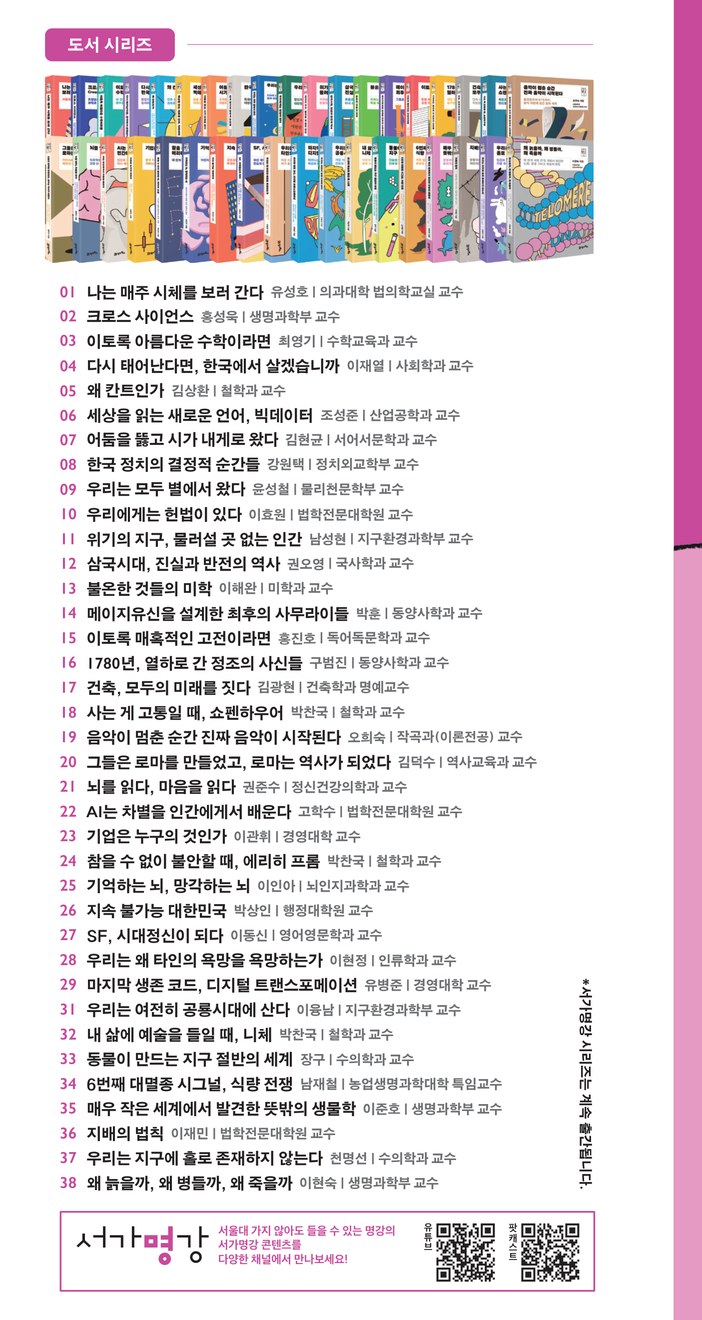 도서 시리즈
TELOMERE
01 나는 매주 시체를 보러 간다 유성호 | 의과대학 법의학교실 교수
02 크로스 사이언스 홍성욱 | 생명과학부 교수
03 이토록 아름다운 수학이라면 최영기 | 수학교육과 교수
04 다시 태어난다면, 한국에서 살겠습니까 이재열 | 사회학과 교수
05 왜 칸트인가 김상환 | 철학과 교수
06 세상을 읽는 새로운 언어, 빅데이터 조성준 | 산업공학과 교수
07 어둠을 뚫고 시가 내게로 왔다 김현균 | 서어서문학과 교수
08 한국 정치의 결정적 순간들 강원택 | 정치외교학부 교수
09 우리는 모두 별에서 왔다 윤성철 | 물리천문학부 교수
10 우리에게는 헌법이 있다 이효원 | 법학전문대학원 교수
11 위기의 지구, 물러설 곳 없는 인간 남성현 | 지구환경과학부 교수
12 삼국시대, 진실과 반전의 역사 권오영 | 국사학과 교수
13 불온한 것들의 미학 이해완 | 미학과 교수
14 메이지유신을 설계한 최후의 사무라이들 박훈 | 동양사학과 교수
15 이토록 매혹적인 고전이라면 홍진호 | 독어독문학과 교수
16 1780년, 열하로 간 정조의 사신들 구범진 | 동양사학과 교수
17 건축, 모두의 미래를 짓다 김광현 | 건축학과 명예교수
18 사는 게 고통일 때, 쇼펜하우어 박찬국 | 철학과 교수
19 음악이 멈춘 순간 진짜 음악이 시작된다 오희숙 | 작곡과(이론전공) 교수
20 그들은 로마를 만들었고, 로마는 역사가 되었다 김덕수 | 역사교육과 교수
21 뇌를 읽다, 마음을 읽다 권준수 | 정신건강의학과 교수
22 AI는 차별을 인간에게서 배운다 고학수 | 법학전문대학원 교수
23 기업은 누구의 것인가 이관휘 | 경영대학 교수
24 참을 수 없이 불안할 때, 에리히 프롬 박찬국 | 철학과 교수
25 기억하는 뇌, 망각하는 뇌 이인아 | 뇌인지과학과 교수
26 지속 불가능 대한민국 박상인 | 행정대학원 교수
27 SF, 시대정신이 되다 이동신 | 영어영문학과 교수
28 우리는 왜 타인의 욕망을 욕망하는가 이현정 | 인류학과 교수
29 마지막 생존 코드, 디지털 트랜스포메이션 유병준 | 경영대학 교수
31 우리는 여전히 공룡시대에 산다 이융남 | 지구환경과학부 교수
32 내 삶에 예술을 들일 때, 니체 박찬국 | 철학과 교수
33 동물이 만드는 지구 절반의 세계 장구 | 수의학과 교수
34 6번째 대멸종 시그널, 식량 전쟁 남재철 | 농업생명과학대학 특임교수
35 매우 작은 세계에서 발견한 뜻밖의 생물학 이준호 | 생명과학부 교수
36 지배의 법칙 이재민 | 법학전문대학원 교수
37 우리는 지구에 홀로 존재하지 않는다 천명선 | 수의학과 교수
38 왜 늙을까, 왜 병들까, 왜 죽을까 이현숙 | 생명과학부 교수
*서가명강 시리즈는 계속 출간됩니다.
서가명강
서울대 가지 않아도 들을 수 있는 명강의
서가명강 콘텐츠를
다양한 채널에서 만나보세요!
유튜브
팟캐스트